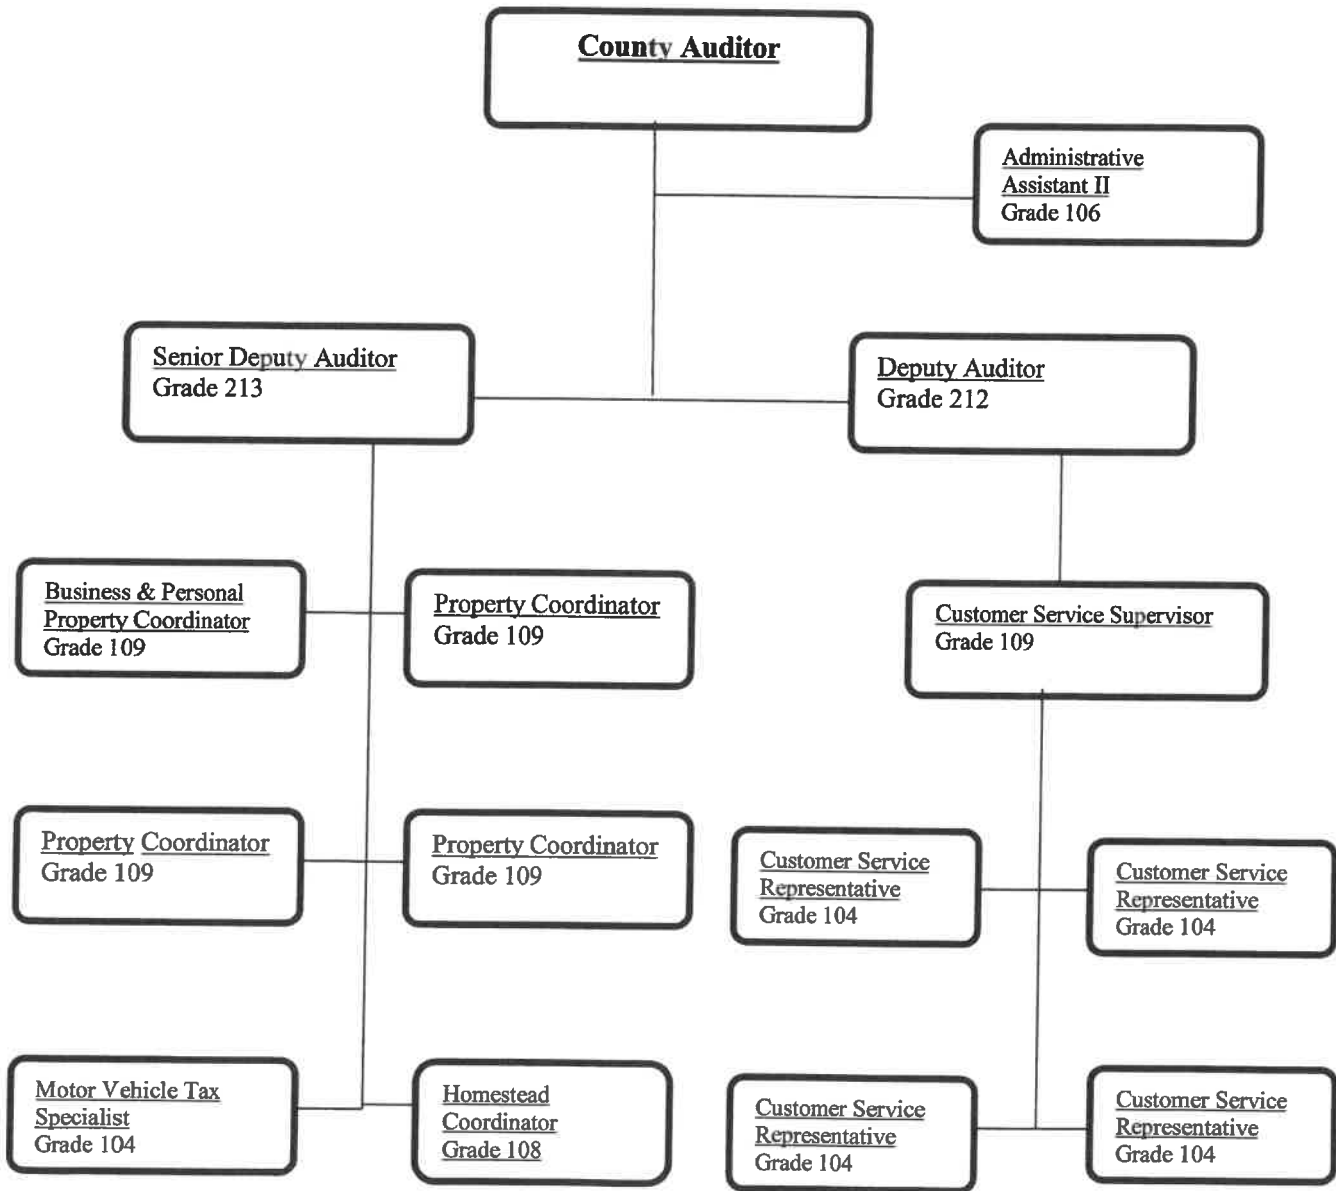 County Auditor
Administrative
Assistant II
Grade 106
Senior Deputy Auditor
Grade 213
Deputy Auditor
Grade 212
Business & Personal
Property Coordinator
Grade 109
Property Coordinator
Grade 109
Customer Service Supervisor
Grade 109
Property Coordinator
Grade 109
Property Coordinator
Grade 109
Customer Service
Representative
Grade 104
Customer Service
Representative
Grade 104
Motor Vehicle Tax
Specialist
Grade 104
Homestead
Coordinator
Grade 108
Customer Service
Representative
Grade 104
Customer Service
Representative
Grade 104